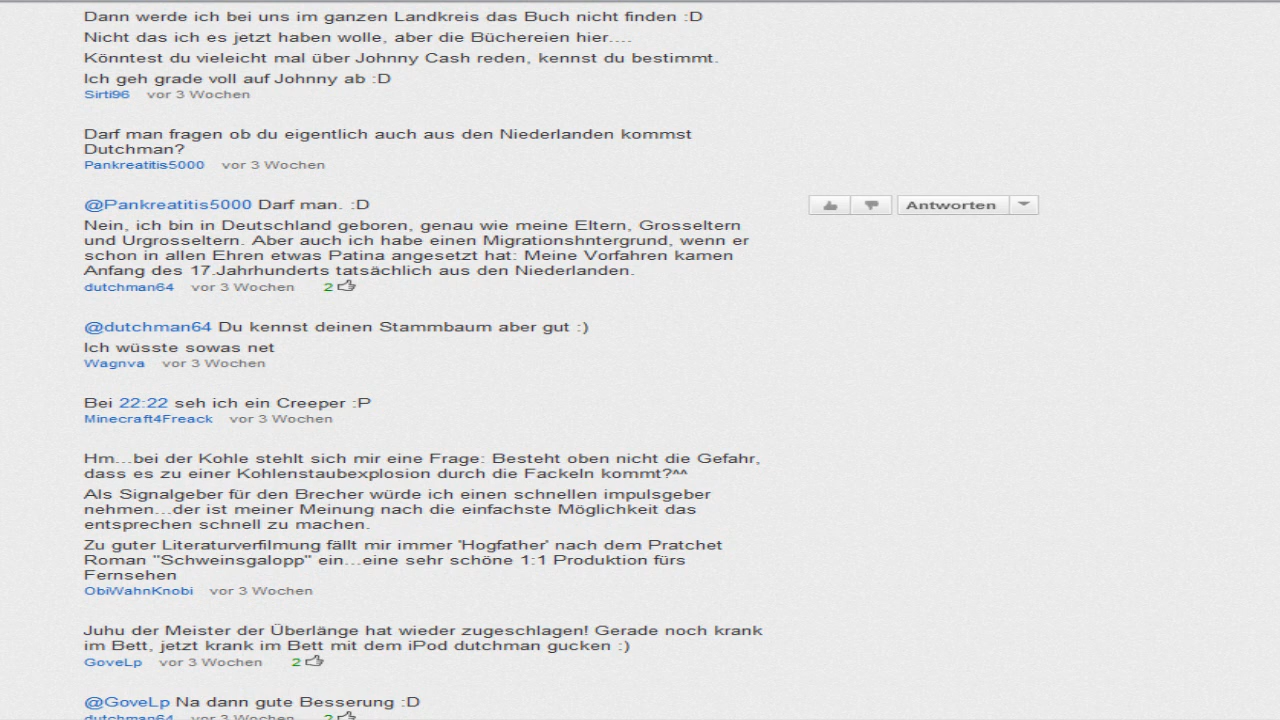 Dann werde ich bei uns im ganzen Landkreis das Buch nicht finden :D
Nicht das ich es jetzt haben wolle, aber die Büchereien hier....
Könntest du vieleicht mal über Johnny Cash reden, kennst du bestimmt.
Ich geh grade voll auf Johnny ab :D
Sirti96 vor 3 Wochen
Darf man fragen ob du eigentlich auch aus den Niederlanden kommst
Dutchman?
Pankreatitis5000 vor 3 Wochen
@Pankreatitis5000 Darf man. :D
Antworten
Nein, ich bin in Deutschland geboren, genau wie meine Eltern, Grosseltern
und Urgrosseltern. Aber auch ich habe einen Migrationshntergrund, wenn er
schon in allen Ehren etwas Patina angesetzt hat: Meine Vorfahren kamen
Anfang des 17.Jahrhunderts tatsächlich aus den Niederlanden.
dutchman64 vor 3 Wochen 2
@dutchman64 Du kennst deinen Stammbaum aber gut :)
Ich wüsste sowas net
Wagnva vor 3 Wochen
Bei 22:22 seh ich ein Creeper :P
Minecraft4Freack vor 3 Wochen
Hm...bei der Kohle stehlt sich mir eine Frage: Besteht oben nicht die Gefahr,
dass es zu einer Kohlenstaubexplosion durch die Fackeln kommt?^^
Als Signalgeber für den Brecher würde ich einen schnellen impulsgeber
nehmen...der ist meiner Meinung nach die einfachste Möglichkeit das
entsprechen schnell zu machen.
Zu guter Literaturverfilmung fällt mir immer 'Hogfather' nach dem Pratchet
Roman "Schweinsgalopp" ein...eine sehr schöne 1:1 Produktion fürs
Fernsehen
ObiWahnKnobi vor 3 Wochen
Juhu der Meister der Überlänge hat wieder zugeschlagen! Gerade noch krank
im Bett, jetzt krank im Bett mit dem iPod dutchman gucken :)
GoveLp vor 3 Wochen 2
@GoveLp Na dann gute Besserung :D
dutchman64 vor 3 Wochen 2